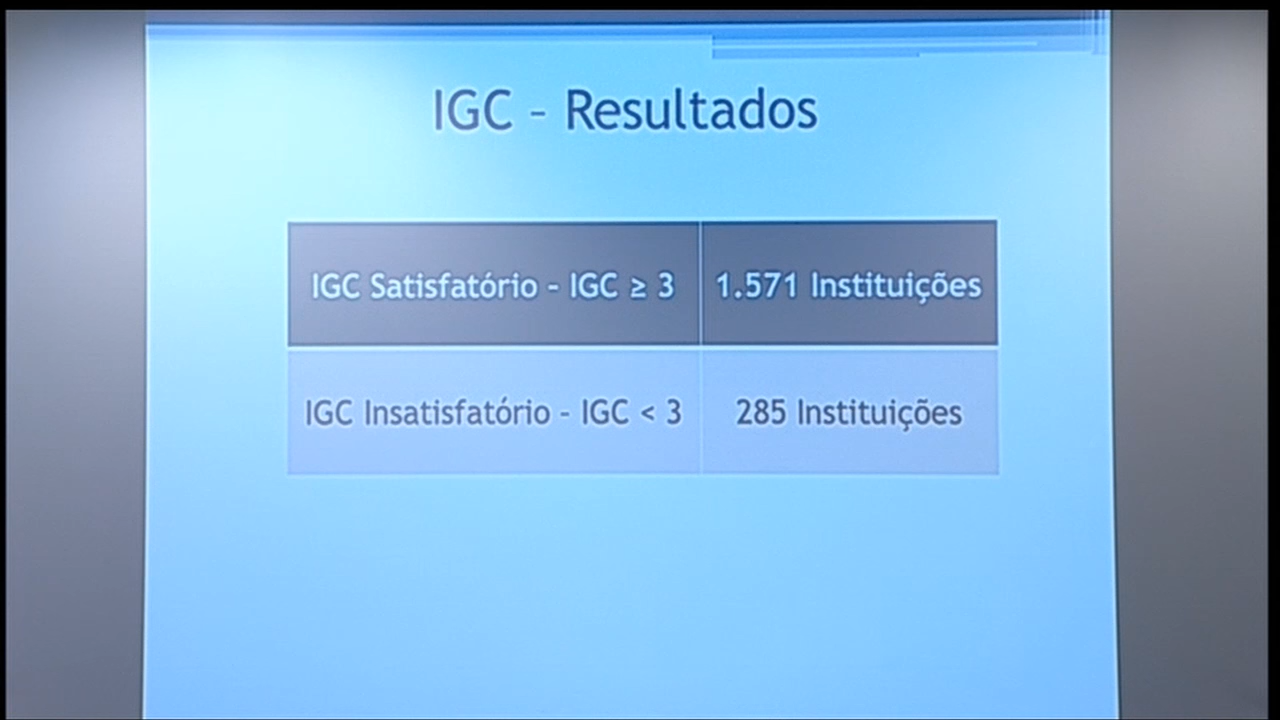 IGC – Resultados
IGC Satisfatório - IGC ≥ 3 1.571 Instituições
IGC Insatisfatório - IGC < 3 285 Instituições